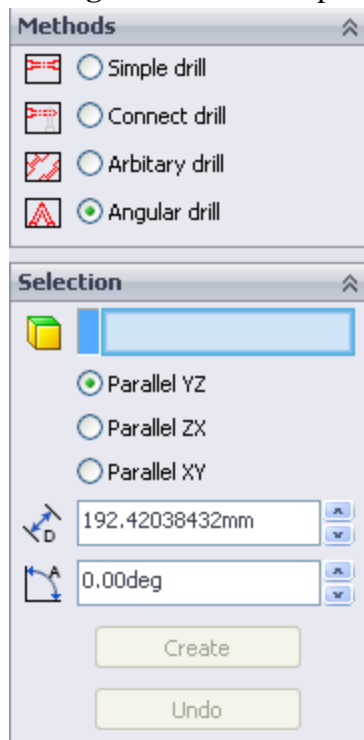 Methods
Simple drill
Connect drill
Arbitary drill
Angular drill
Selection
Parallel YZ
Parallel ZX
Parallel XY
D
192.42038432mm
A
0.00deg
Create
Undo